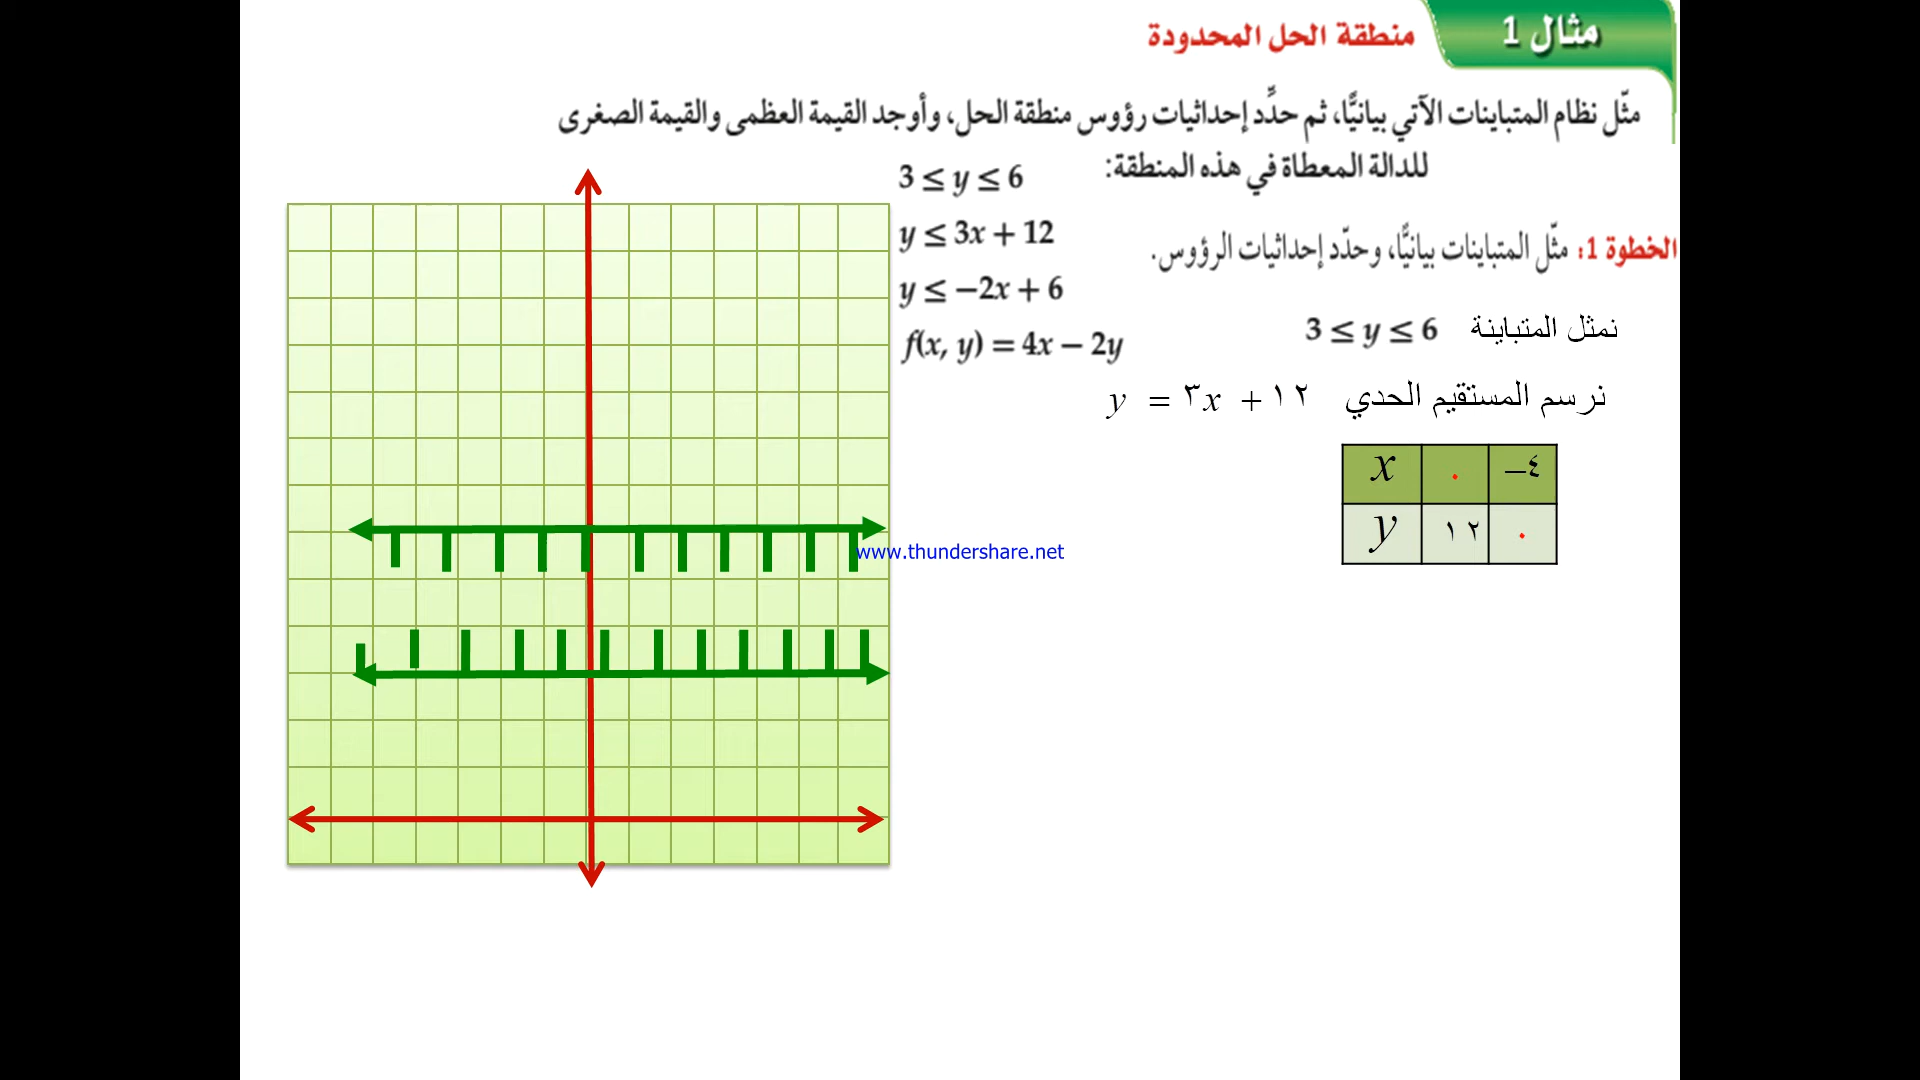 مثال 1 منطقة الحل المحدودة
مثّل نظام المتباينات الآتي بيانيًّا، ثم حدِّد إحداثيات رؤوس منطقة الحل، وأوجد القيمة العظمى والقيمة الصغرى
للدالة المعطاة في هذه المنطقة:
3 ≤ y ≤ 6
y ≤ 3x + 12
y ≤ −2x + 6
f(x, y) = 4x − 2y
الخطوة 1: مثّل المتباينات بيانيًّا، وحدّد إحداثيات الرؤوس.
نمثل المتباينة 3 ≤ y ≤ 6
نرسم المستقيم الحدي y = ٣x + ١٢
x ٠ −٤
y ١٢ ٠
www.thundershare.net